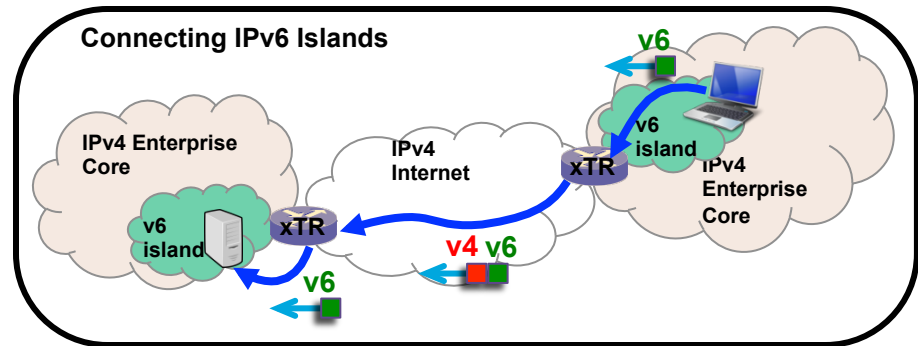 Connecting IPv6 Islands
v6
IPv4 Enterprise
Core
IPv4
Internet
v6
island
xTR
IPv4
Enterprise
Core
v6
island
xTR
v4 v6
v6